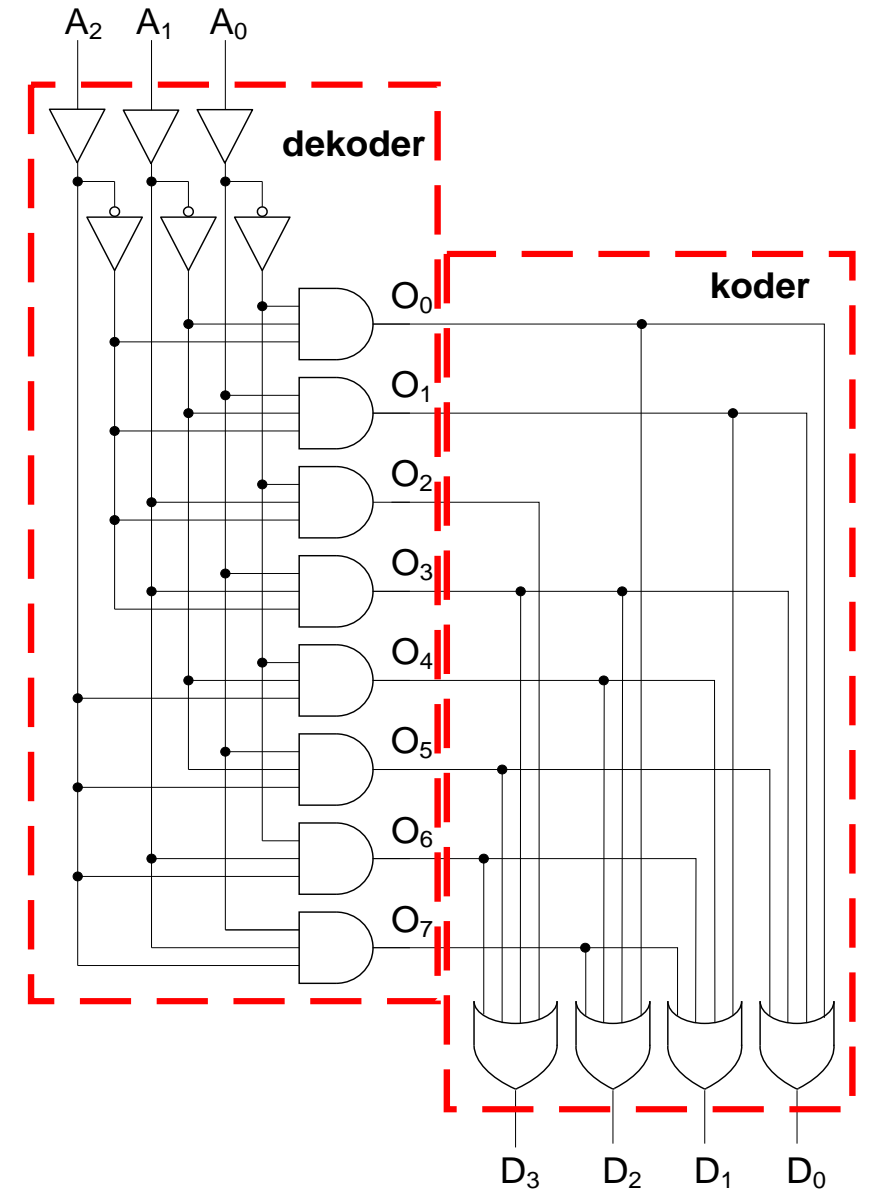 A₂ A₁ A₀
dekoder
koder
O₀
O₁
O₂
O₃
O₄
O₅
O₆
O₇
D₃ D₂ D₁ D₀